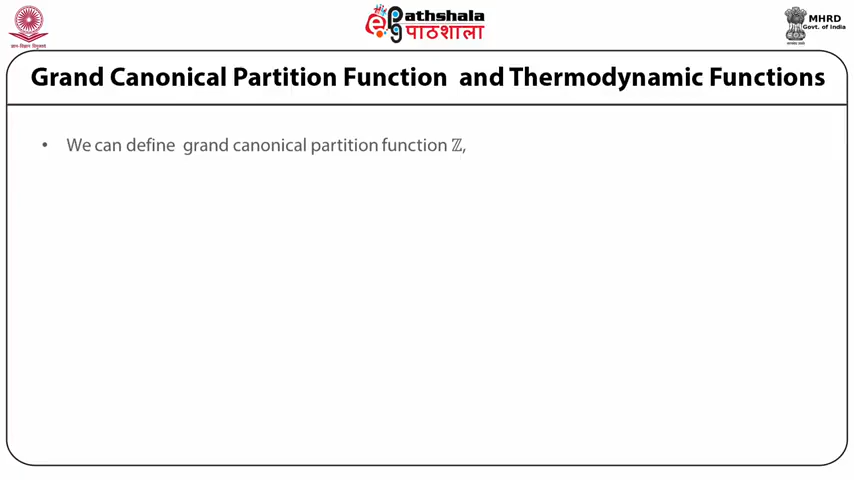 ePathshala
पाठशाला
MHRD
Govt. of India
Grand Canonical Partition Function and Thermodynamic Functions
• We can define grand canonical partition function ℤ,